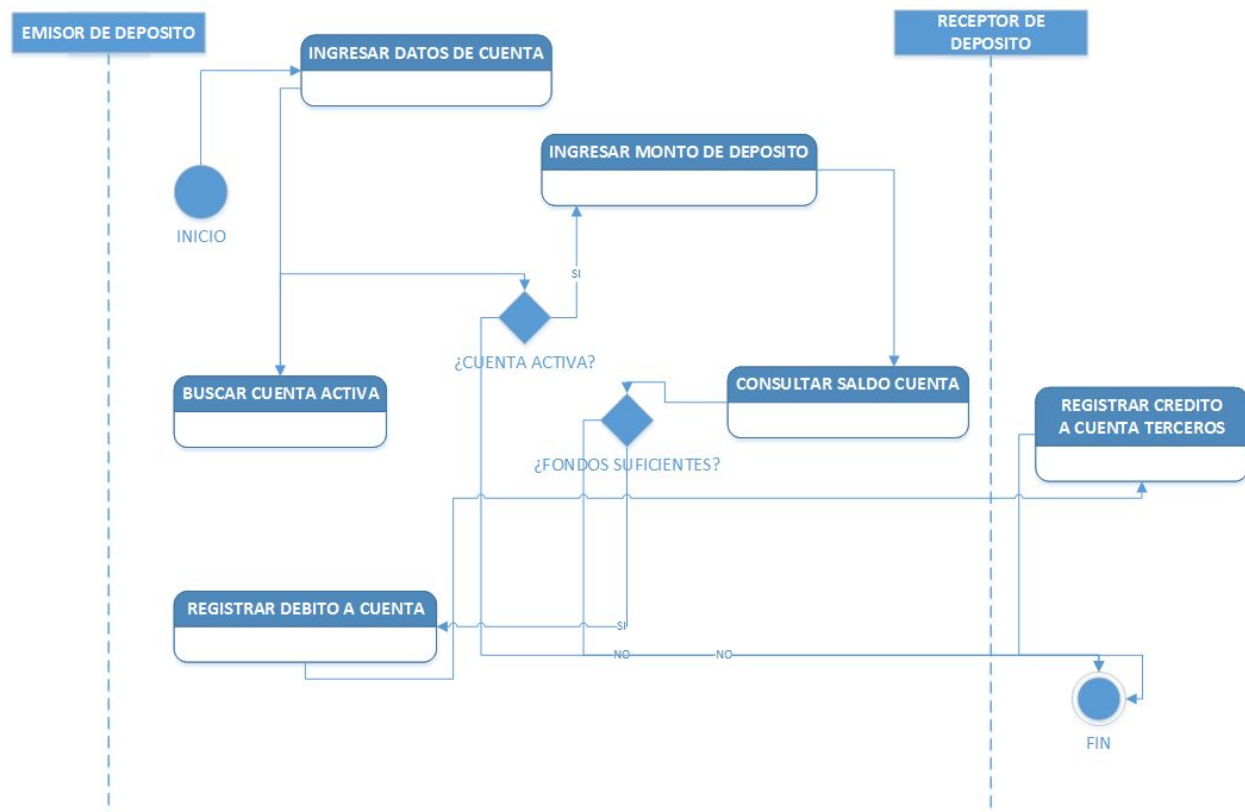 EMISOR DE DEPOSITO
RECEPTOR DE
DEPOSITO
INGRESAR DATOS DE CUENTA
INGRESAR MONTO DE DEPOSITO
INICIO
SI
¿CUENTA ACTIVA?
BUSCAR CUENTA ACTIVA
CONSULTAR SALDO CUENTA
REGISTRAR CREDITO
A CUENTA TERCEROS
¿FONDOS SUFICIENTES?
REGISTRAR DEBITO A CUENTA
SI
NO
NO
FIN